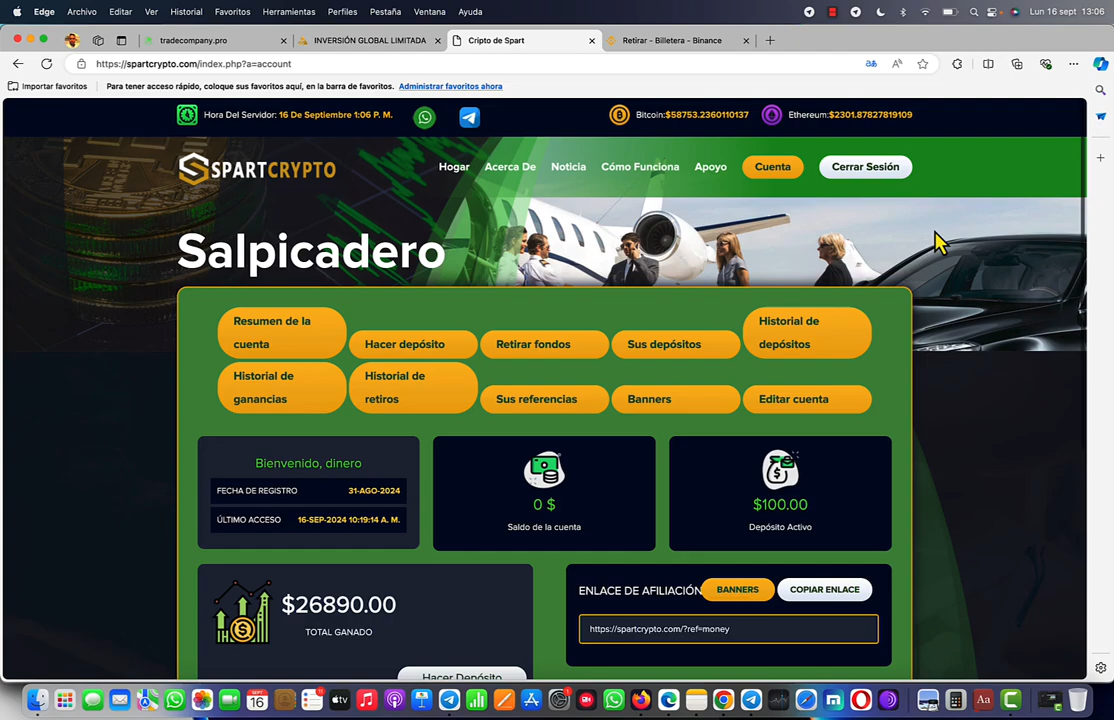 Edge Archivo Editar Ver Historial Favoritos Herramientas Perfiles Pestaña Ventana Ayuda Lun 16 sept 13:06
tradecompany.pro INVERSIÓN GLOBAL LIMITADA Cripto de Spart Retirar - Billetera - Binance
https://spartcrypto.com/index.php?a=account
Importar favoritos Para tener acceso rápido, coloque sus favoritos aquí, en la barra de favoritos. Administrar favoritos ahora
Hora Del Servidor: 16 De Septiembre 1:06 P. M. Bitcoin:$58753.2360110137 Ethereum:$2301.87827819109
SPARTCRYPTO Hogar Acerca De Noticia Cómo Funciona Apoyo Cuenta Cerrar Sesión
Salpicadero
Resumen de la cuenta
Hacer depósito
Retirar fondos
Sus depósitos
Historial de depósitos
Historial de ganancias
Historial de retiros
Sus referencias
Banners
Editar cuenta
Bienvenido, dinero
FECHA DE REGISTRO 31-AGO-2024
ÚLTIMO ACCESO 16-SEP-2024 10:19:14 A. M.
0 $
Saldo de la cuenta
$100.00
Depósito Activo
$26890.00
TOTAL GANADO
Hacer Depósito
ENLACE DE AFILIACIÓN BANNERS COPIAR ENLACE
https://spartcrypto.com/?ref=money